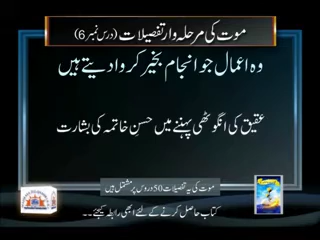 موت کی مرحلہ وار تفصیلات (درس نمبر 6)
وہ اعمال جو انجام بخیر کروا دیتے ہیں
عقیق کی انگوٹھی پہننے میں حسنِ خاتمہ کی بشارت
موت کی یہ تفصیلات 50 دروس پر مشتمل ہیں
کتاب حاصل کرنے کے لئے ابھی رابطہ کیجئے..